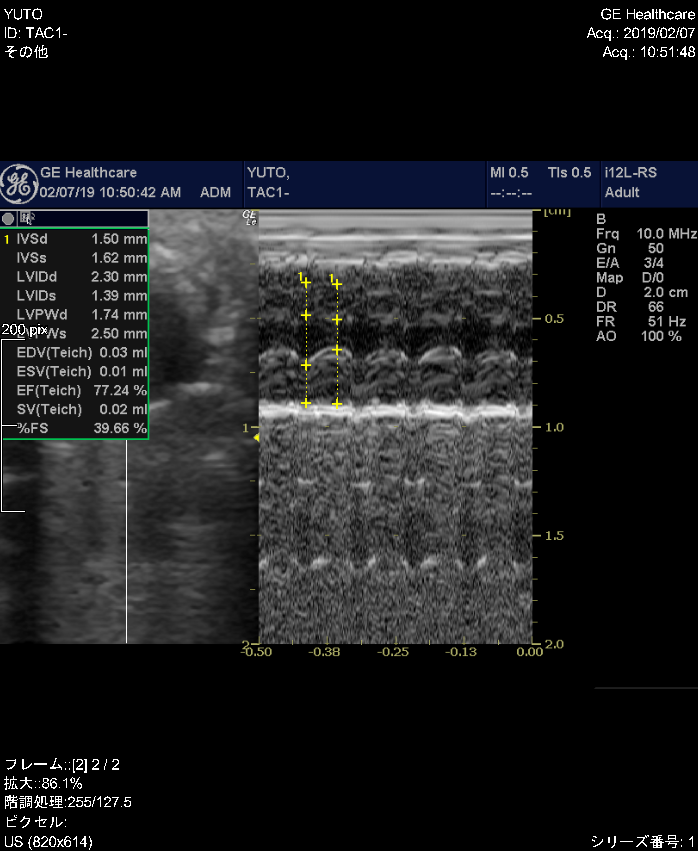 YUTO
ID: TAC1-
その他
GE Healthcare
Acq.: 2019/02/07
Acq.: 10:51:48
GE Healthcare
02/07/19 10:50:42 AM ADM
YUTO,
TAC1-
MI 0.5 TIs 0.5
--:--:--
i12L-RS
Adult
1 IVSd 1.50 mm
IVSs 1.62 mm
LVIDd 2.30 mm
LVIDs 1.39 mm
LVPWd 1.74 mm
LVPWs 2.50 mm
200 pix
EDV(Teich) 0.03 ml
ESV(Teich) 0.01 ml
EF(Teich) 77.24 %
SV(Teich) 0.02 ml
%FS 39.66 %
GE
1 1
[cm]
0.5
1 1.0
1.5
2 2.0
-0.50 -0.38 -0.25 -0.13 0.00
B
Frq 10.0 MHz
Gn 50
E/A 3/4
Map D/0
D 2.0 cm
DR 66
FR 51 Hz
AO 100 %
フレーム::[2] 2 / 2
拡大::86.1%
階調処理:255/127.5
ピクセル:
US (820x614)
シリーズ番号: 1